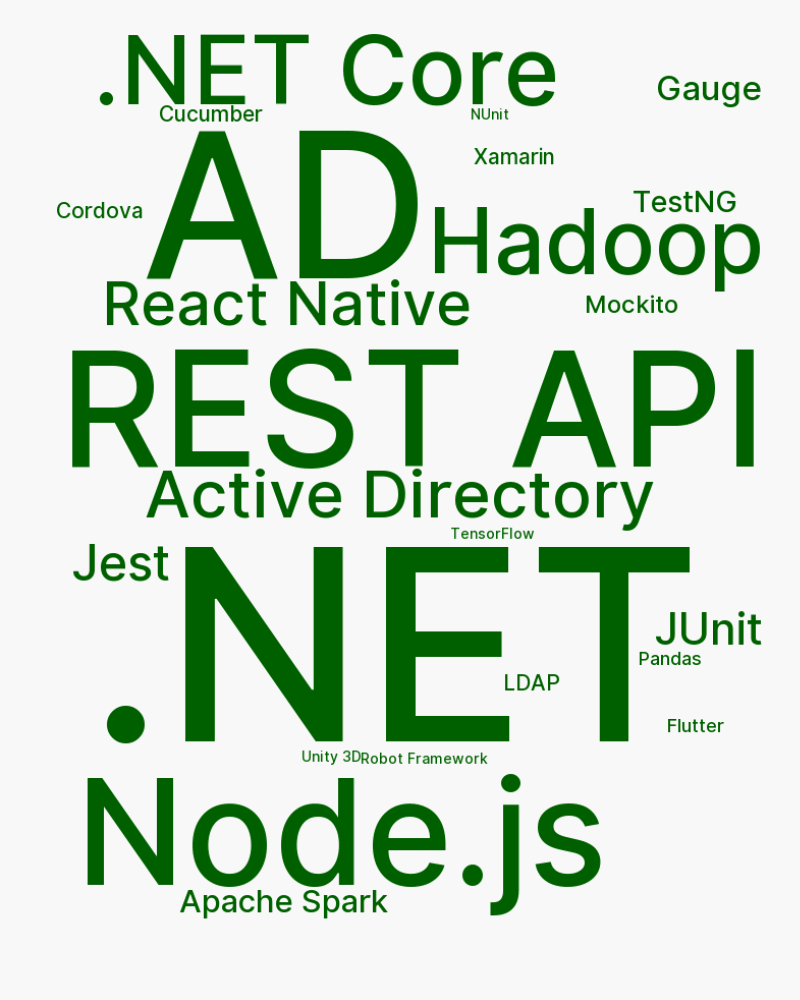 .NET Core
Gauge
Cucumber
NUnit
AD
Xamarin
Cordova
TestNG
Hadoop
React Native
Mockito
REST API
Active Directory
TensorFlow
Jest
.NET
JUnit
Pandas
LDAP
Flutter
Unity 3D
Robot Framework
Node.js
Apache Spark